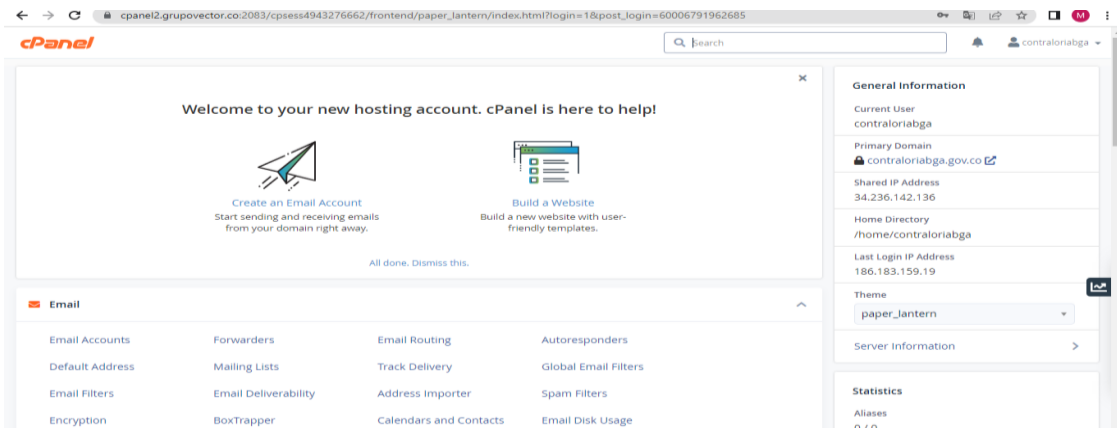 cpanel2.grupovector.co:2083/cpsess4943276662/frontend/paper_lantern/index.html?login=1&post_login=60006791962685
M
cPanel
Search
contraloriabga
Welcome to your new hosting account. cPanel is here to help!
Create an Email Account
Start sending and receiving emails
from your domain right away.
Build a Website
Build a new website with user-
friendly templates.
All done. Dismiss this.
Email
Email Accounts Forwarders Email Routing Autoresponders
Default Address Mailing Lists Track Delivery Global Email Filters
Email Filters Email Deliverability Address Importer Spam Filters
Encryption BoxTrapper Calendars and Contacts Email Disk Usage
General Information
Current User
contraloriabga
Primary Domain
contraloriabga.gov.co
Shared IP Address
34.236.142.136
Home Directory
/home/contraloriabga
Last Login IP Address
186.183.159.19
Theme
paper_lantern
Server Information
Statistics
Aliases